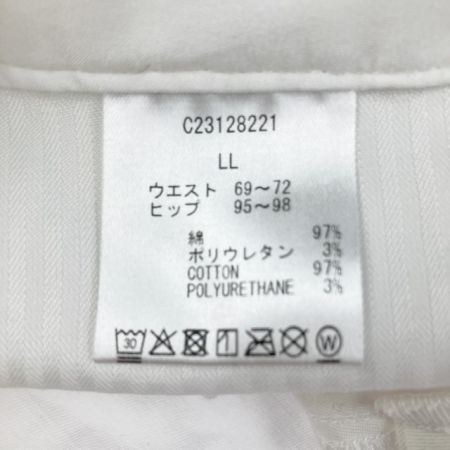 C23128221
LL
ウエスト 69〜72
ヒップ 95〜98
綿 97%
ポリウレタン 3%
COTTON 97%
POLYURETHANE 3%
30 W